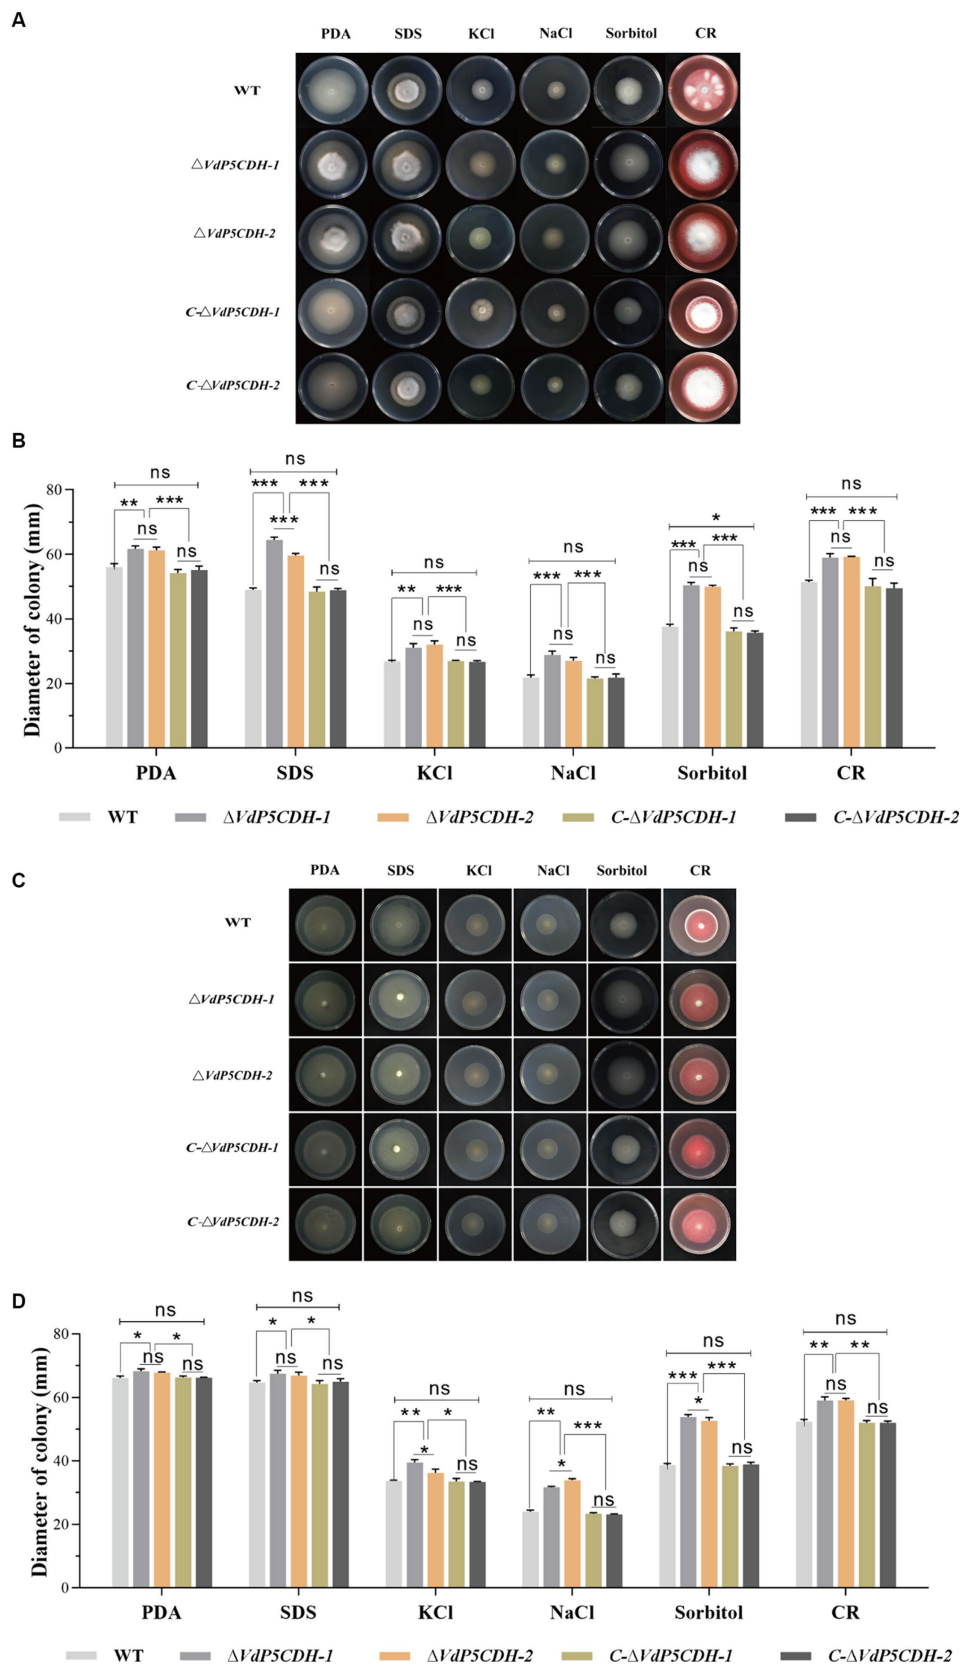 A
PDA SDS KCl NaCl Sorbitol CR
WT
△VdP5CDH-1
△VdP5CDH-2
C-△VdP5CDH-1
C-△VdP5CDH-2
B
Diameter of colony (mm)
80
60
40
20
0
ns
** ***
ns
ns
ns
*** ***
***
ns
ns
** ***
ns
ns
ns
*** ***
ns
ns
*
*** ***
ns
ns
ns
*** ***
ns
ns
PDA SDS KCl NaCl Sorbitol CR
WT ΔVdP5CDH-1 ΔVdP5CDH-2 C-ΔVdP5CDH-1 C-ΔVdP5CDH-2
C
PDA SDS KCl NaCl Sorbitol CR
WT
△VdP5CDH-1
△VdP5CDH-2
C-△VdP5CDH-1
C-△VdP5CDH-2
D
Diameter of colony (mm)
80
60
40
20
0
ns
* *
ns
ns
ns
* *
ns
ns
ns
** *
*
ns
ns
** ***
*
ns
ns
*** ***
*
ns
ns
** **
ns
ns
PDA SDS KCl NaCl Sorbitol CR
WT ΔVdP5CDH-1 ΔVdP5CDH-2 C-ΔVdP5CDH-1 C-ΔVdP5CDH-2